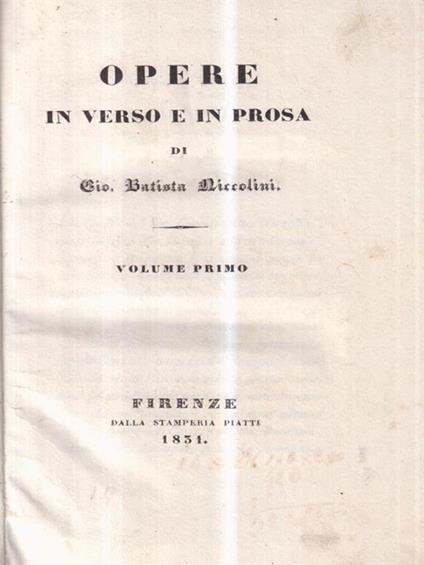 OPERE
IN VERSO E IN PROSA
DI
Gio. Batista Niccolini.
VOLUME PRIMO
FIRENZE
DALLA STAMPERIA PIATTI
1831.